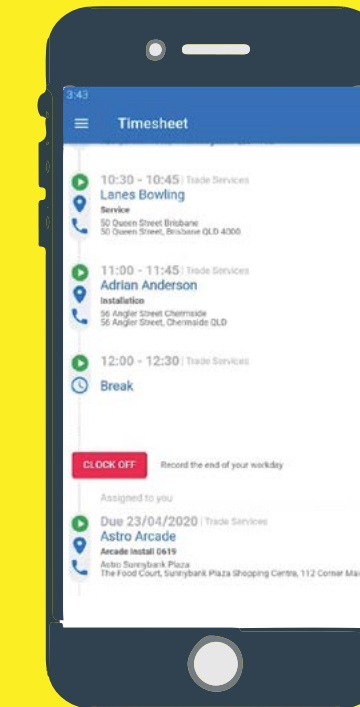 3:43
Timesheet
10:30 - 10:45 | Trade Services
Lanes Bowling
Service
50 Queen Street Brisbane
50 Queen Street, Brisbane QLD 4000
11:00 - 11:45 | Trade Services
Adrian Anderson
Installation
56 Angler Street Chermside
56 Angler Street, Chermside QLD
12:00 - 12:30 | Trade Services
Break
CLOCK OFF Record the end of your workday
Assigned to you
Due 23/04/2020 | Trade Services
Astro Arcade
Arcade Install 0619
Astro Sunnybank Plaza
The Food Court, Sunnybank Plaza Shopping Centre, 112 Corner Mai